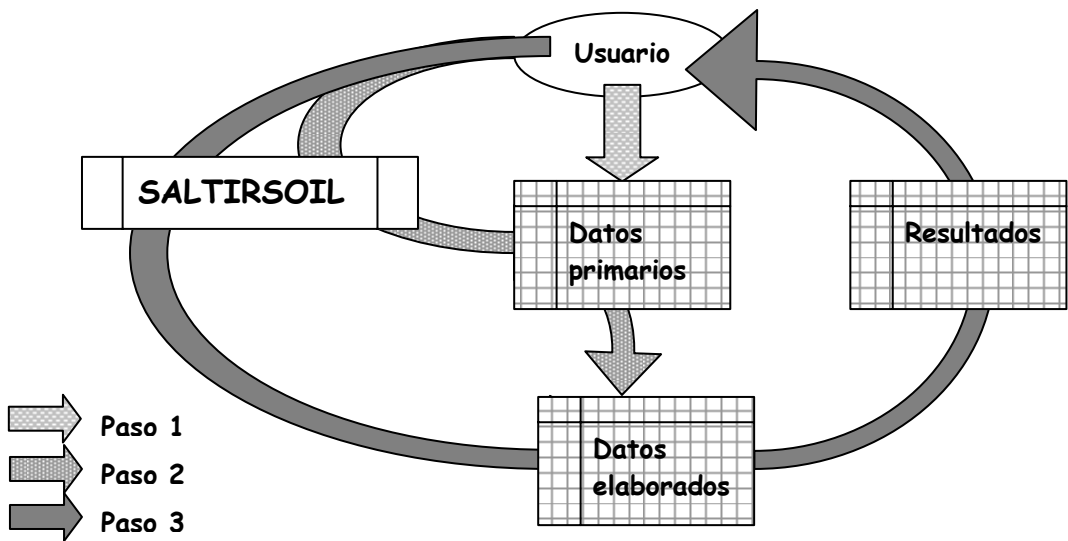 Usuario
SALTIRSOIL
Datos
primarios
Resultados
Datos
elaborados
Paso 1
Paso 2
Paso 3